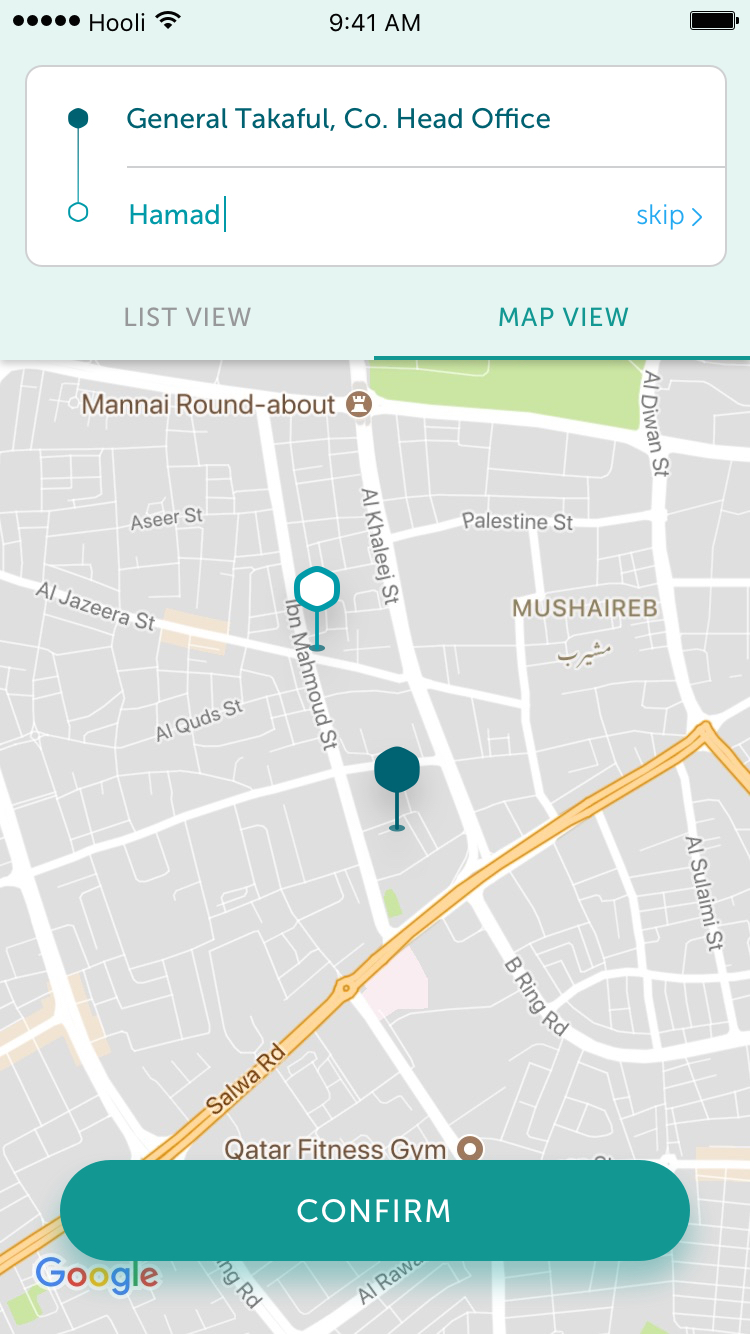 Hooli
9:41 AM
General Takaful, Co. Head Office
Hamad
skip
LIST VIEW
MAP VIEW
Mannai Round-about
Al Diwan St
Aseer St
Al Khaleej St
Palestine St
Al Jazeera St
Ibn Mahmoud St
MUSHAIREB
مشيرب
Al Quds St
Al Sulaimi St
B Ring Rd
Salwa Rd
Qatar Fitness Gym
CONFIRM
Google
ng Rd
Al Rawa